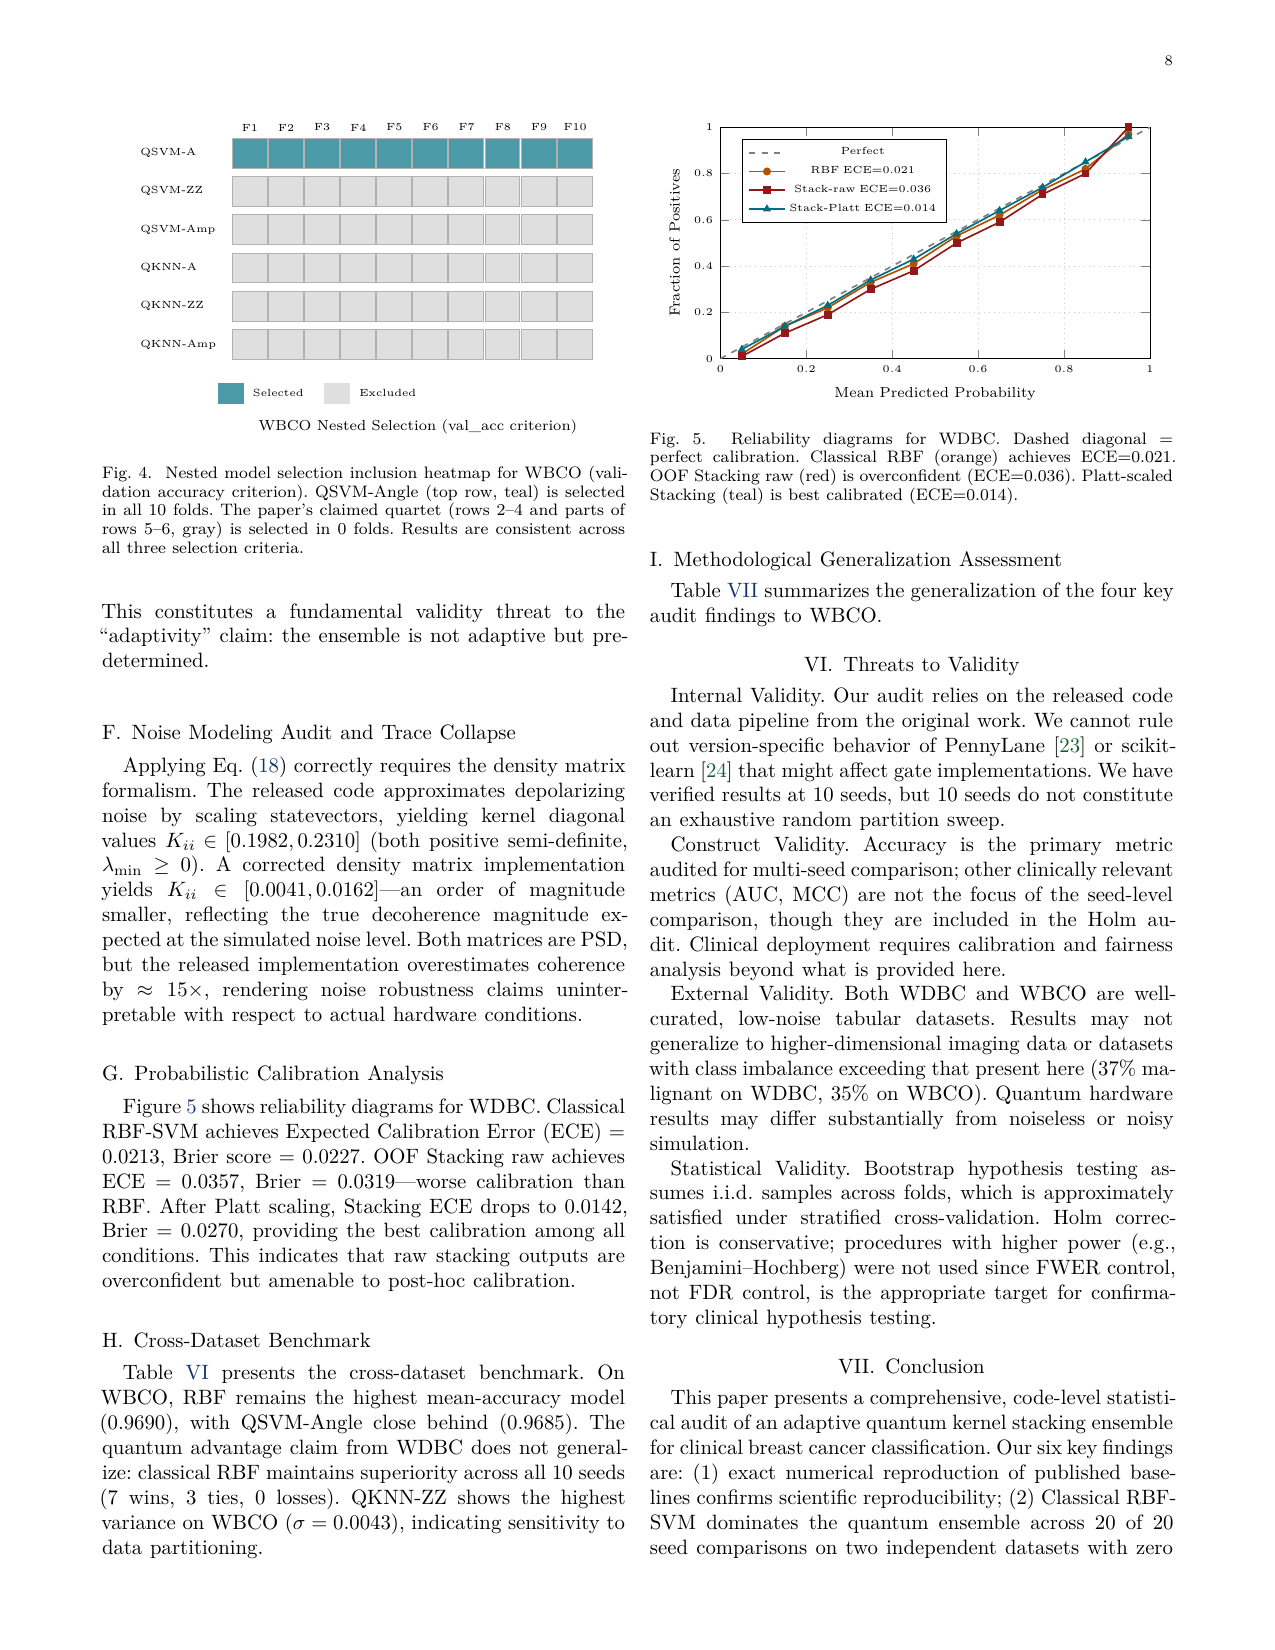 8
F1 F2 F3 F4 F5 F6 F7 F8 F9 F10
QSVM-A
QSVM-ZZ
QSVM-Amp
QKNN-A
QKNN-ZZ
QKNN-Amp
Selected Excluded
WBCO Nested Selection (val_acc criterion)
Fig. 4. Nested model selection inclusion heatmap for WBCO (vali-
dation accuracy criterion). QSVM-Angle (top row, teal) is selected
in all 10 folds. The paper's claimed quartet (rows 2–4 and parts of
rows 5–6, gray) is selected in 0 folds. Results are consistent across
all three selection criteria.
This constitutes a fundamental validity threat to the
“adaptivity” claim: the ensemble is not adaptive but pre-
determined.
F. Noise Modeling Audit and Trace Collapse
Applying Eq. (18) correctly requires the density matrix
formalism. The released code approximates depolarizing
noise by scaling statevectors, yielding kernel diagonal
values Kii ∈ [0.1982, 0.2310] (both positive semi-definite,
λmin ≥ 0). A corrected density matrix implementation
yields Kii ∈ [0.0041, 0.0162]—an order of magnitude
smaller, reflecting the true decoherence magnitude ex-
pected at the simulated noise level. Both matrices are PSD,
but the released implementation overestimates coherence
by ≈ 15×, rendering noise robustness claims uninter-
pretable with respect to actual hardware conditions.
G. Probabilistic Calibration Analysis
Figure 5 shows reliability diagrams for WDBC. Classical
RBF-SVM achieves Expected Calibration Error (ECE) =
0.0213, Brier score = 0.0227. OOF Stacking raw achieves
ECE = 0.0357, Brier = 0.0319—worse calibration than
RBF. After Platt scaling, Stacking ECE drops to 0.0142,
Brier = 0.0270, providing the best calibration among all
conditions. This indicates that raw stacking outputs are
overconfident but amenable to post-hoc calibration.
H. Cross-Dataset Benchmark
Table VI presents the cross-dataset benchmark. On
WBCO, RBF remains the highest mean-accuracy model
(0.9690), with QSVM-Angle close behind (0.9685). The
quantum advantage claim from WDBC does not general-
ize: classical RBF maintains superiority across all 10 seeds
(7 wins, 3 ties, 0 losses). QKNN-ZZ shows the highest
variance on WBCO (σ = 0.0043), indicating sensitivity to
data partitioning.
1
0.8
0.6
0.4
0.2
0
0 0.2 0.4 0.6 0.8 1
Fraction of Positives
Mean Predicted Probability
Perfect
RBF ECE=0.021
Stack-raw ECE=0.036
Stack-Platt ECE=0.014
Fig. 5. Reliability diagrams for WDBC. Dashed diagonal =
perfect calibration. Classical RBF (orange) achieves ECE=0.021.
OOF Stacking raw (red) is overconfident (ECE=0.036). Platt-scaled
Stacking (teal) is best calibrated (ECE=0.014).
I. Methodological Generalization Assessment
Table VII summarizes the generalization of the four key
audit findings to WBCO.
VI. Threats to Validity
Internal Validity. Our audit relies on the released code
and data pipeline from the original work. We cannot rule
out version-specific behavior of PennyLane [23] or scikit-
learn [24] that might affect gate implementations. We have
verified results at 10 seeds, but 10 seeds do not constitute
an exhaustive random partition sweep.
Construct Validity. Accuracy is the primary metric
audited for multi-seed comparison; other clinically relevant
metrics (AUC, MCC) are not the focus of the seed-level
comparison, though they are included in the Holm au-
dit. Clinical deployment requires calibration and fairness
analysis beyond what is provided here.
External Validity. Both WDBC and WBCO are well-
curated, low-noise tabular datasets. Results may not
generalize to higher-dimensional imaging data or datasets
with class imbalance exceeding that present here (37% ma-
lignant on WDBC, 35% on WBCO). Quantum hardware
results may differ substantially from noiseless or noisy
simulation.
Statistical Validity. Bootstrap hypothesis testing as-
sumes i.i.d. samples across folds, which is approximately
satisfied under stratified cross-validation. Holm correc-
tion is conservative; procedures with higher power (e.g.,
Benjamini–Hochberg) were not used since FWER control,
not FDR control, is the appropriate target for confirma-
tory clinical hypothesis testing.
VII. Conclusion
This paper presents a comprehensive, code-level statisti-
cal audit of an adaptive quantum kernel stacking ensemble
for clinical breast cancer classification. Our six key findings
are: (1) exact numerical reproduction of published base-
lines confirms scientific reproducibility; (2) Classical RBF-
SVM dominates the quantum ensemble across 20 of 20
seed comparisons on two independent datasets with zero